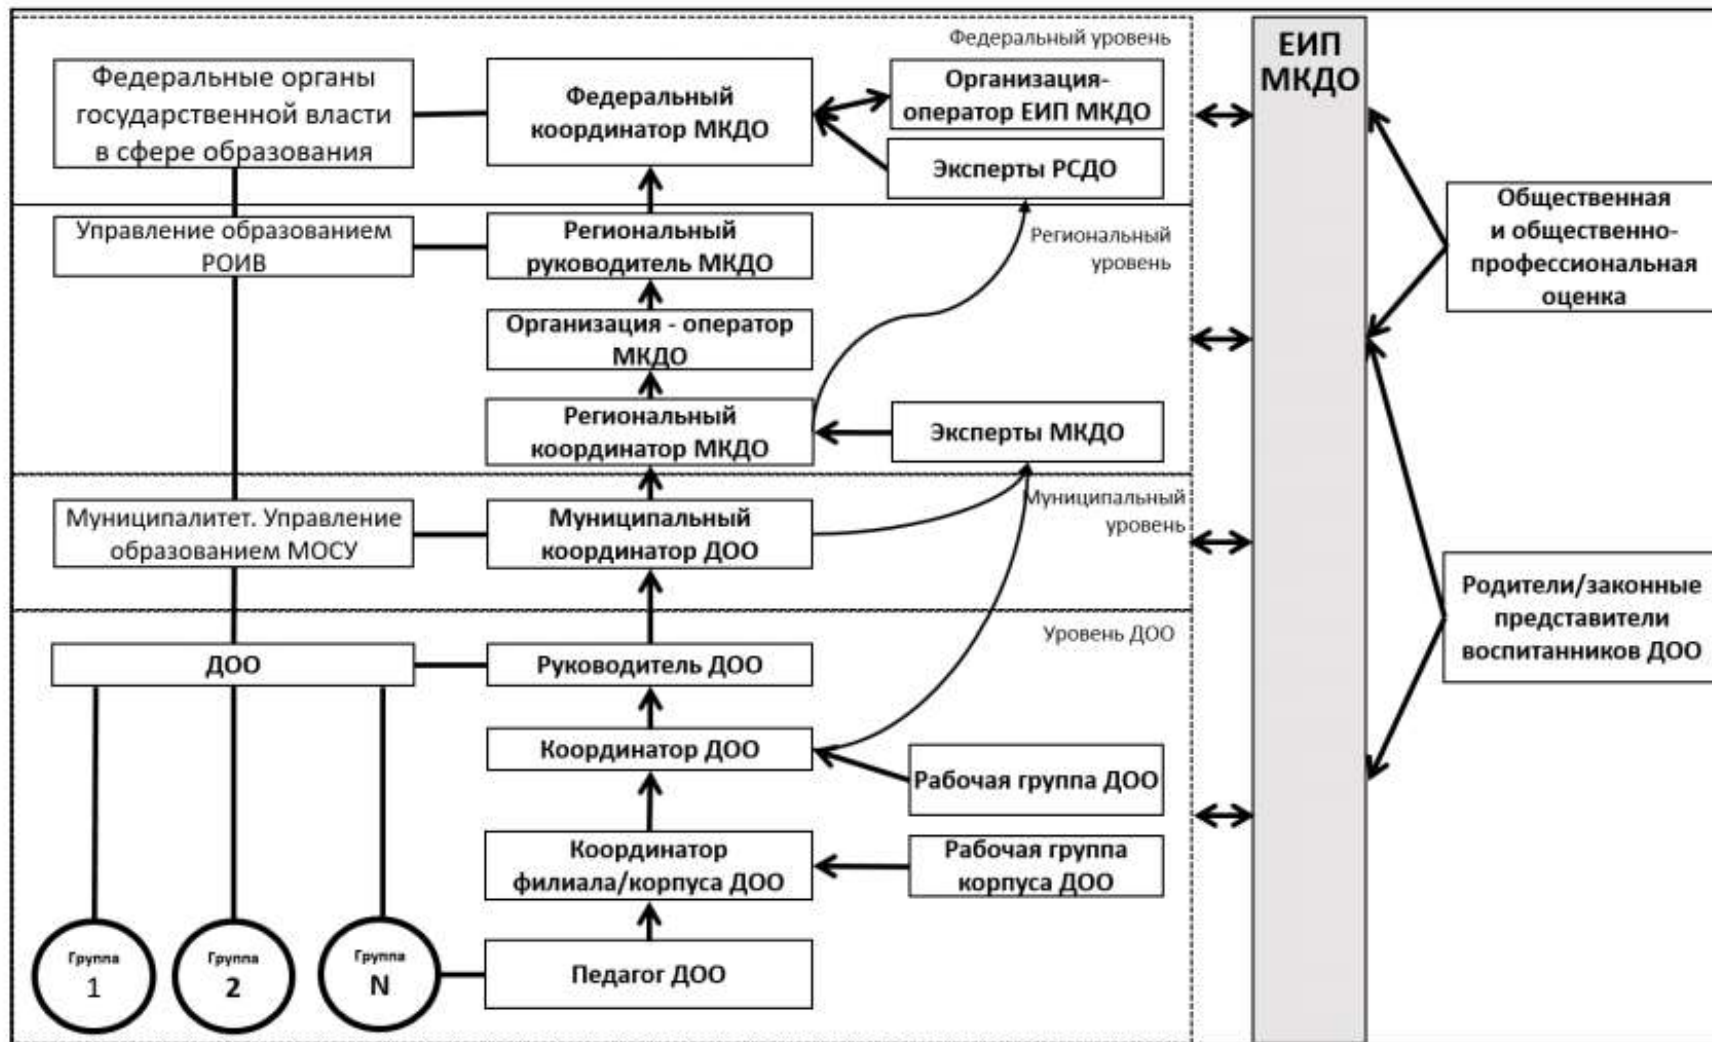 Федеральный уровень
ЕИП
МКДО
Федеральные органы
государственной власти
в сфере образования
Федеральный
координатор МКДО
Организация-
оператор ЕИП МКДО
Эксперты РСДО
Управление образованием
РОИВ
Региональный
руководитель МКДО
Региональный
уровень
Общественная
и общественно-
профессиональная
оценка
Организация - оператор
МКДО
Региональный
координатор МКДО
Эксперты МКДО
Муниципалитет. Управление
образованием МОСУ
Муниципальный
координатор ДОО
Муниципальный
уровень
Уровень ДОО
Родители/законные
представители
воспитанников ДОО
ДОО
Руководитель ДОО
Координатор ДОО
Рабочая группа ДОО
Координатор
филиала/корпуса ДОО
Рабочая группа
корпуса ДОО
Группа
1
Группа
2
Группа
N
Педагог ДОО